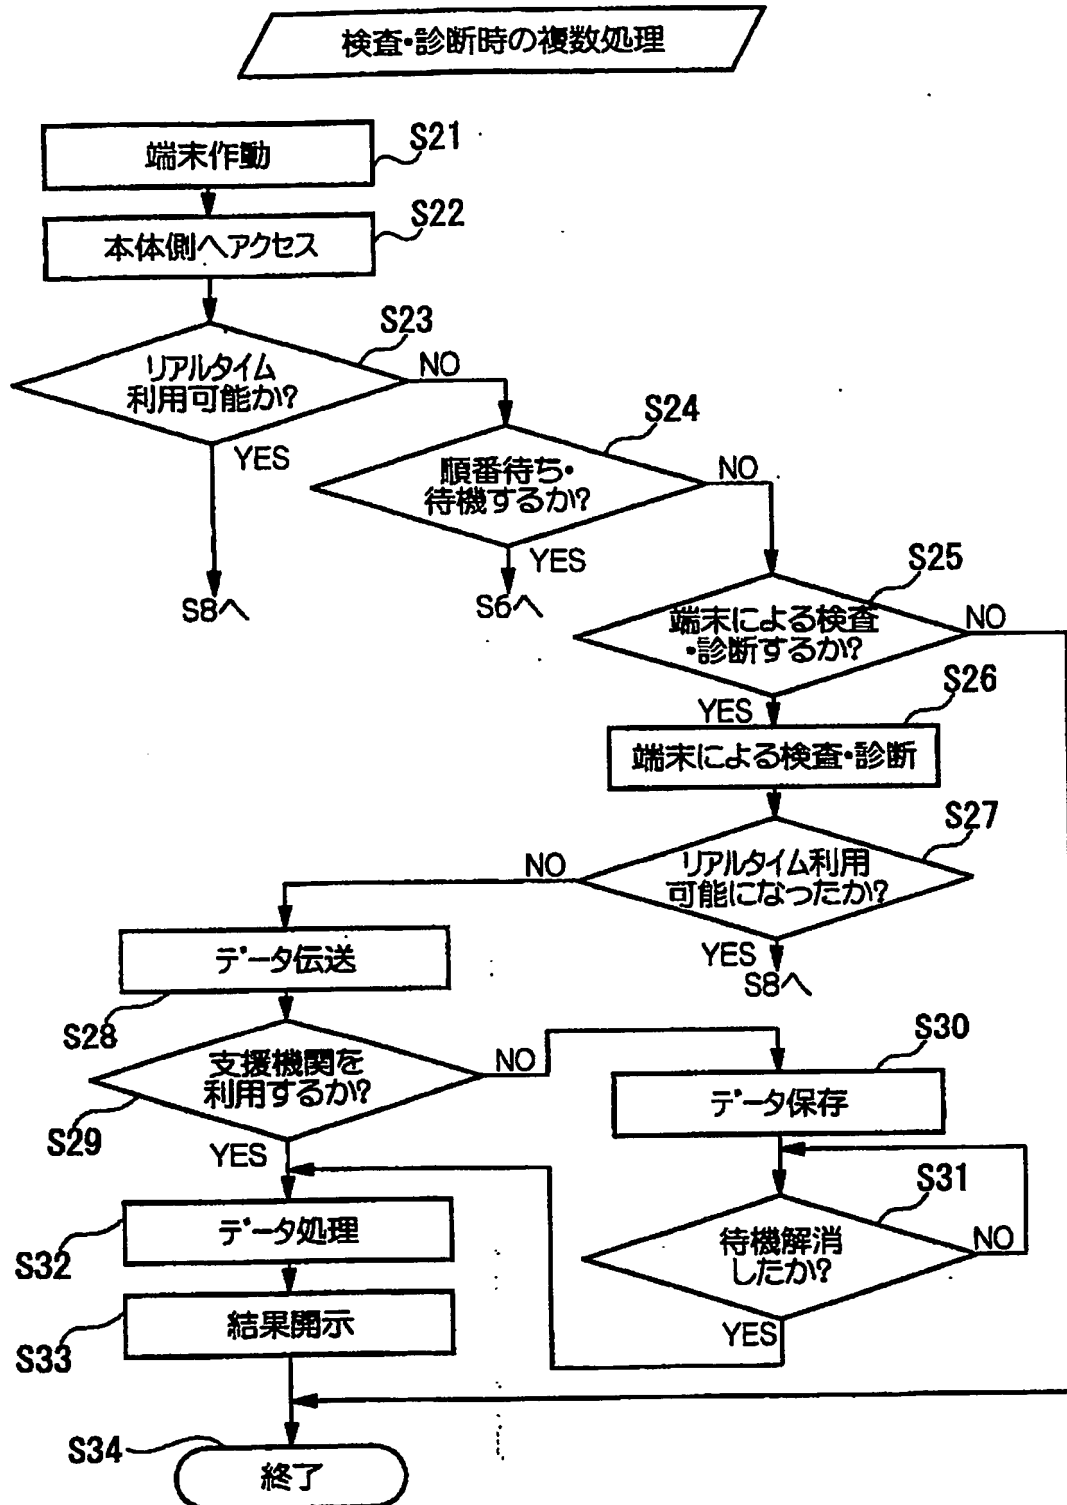 検査・診断時の複数処理
端末作動
S21
本体側へアクセス
S22
S23
リアルタイム
利用可能か?
NO
YES
S8へ
S24
順番待ち・
待機するか?
NO
YES
S6へ
S25
端末による検査
・診断するか?
NO
YES
S26
端末による検査・診断
S27
リアルタイム利用
可能になったか?
NO
YES
S8へ
データ伝送
S28
支援機関を
利用するか?
S29
NO
YES
S30
データ保存
S31
待機解消
したか?
NO
YES
データ処理
S32
結果開示
S33
S34
終了